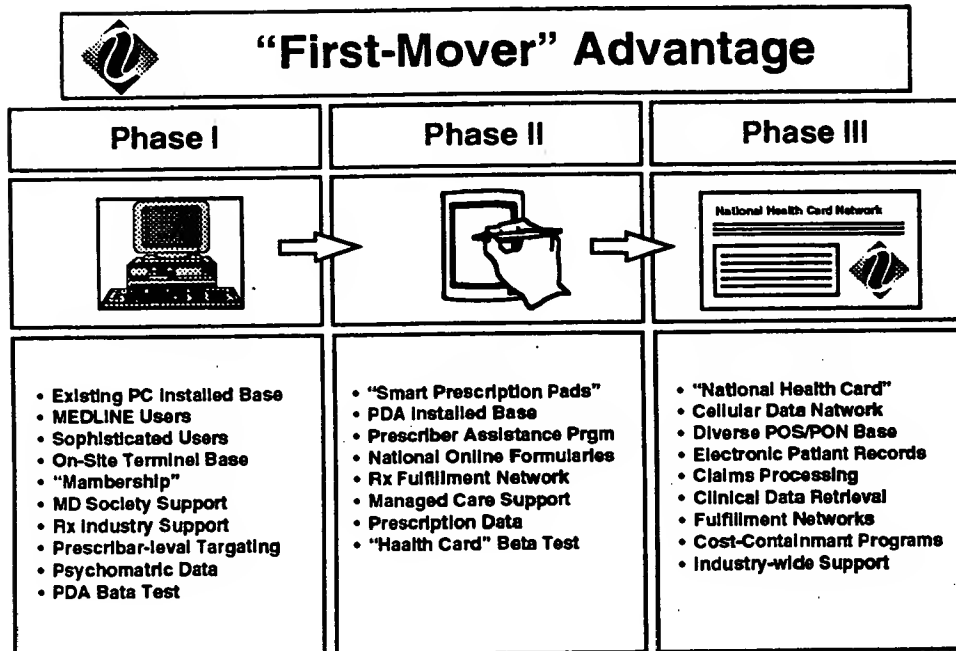 “First-Mover” Advantage
Phase I
Phase II
Phase III
National Health Card Network
• Existing PC Installed Base
• MEDLINE Users
• Sophisticated Users
• On-Site Terminel Base
• “Mambership”
• MD Society Support
• Rx Industry Support
• Prescribar-level Targating
• Psychomatric Data
• PDA Bata Test
• “Smart Prescription Pads”
• PDA Installed Base
• Prescriber Assistance Prgm
• National Online Formularies
• Rx Fulfillment Network
• Managed Care Support
• Prescription Data
• “Haalth Card” Beta Test
• “National Health Card”
• Cellular Data Natwork
• Diverse POS/PON Base
• Electronic Patiant Records
• Claims Processing
• Clinical Data Retrieval
• Fulfillment Networks
• Cost-Containmant Programs
• Industry-wide Support